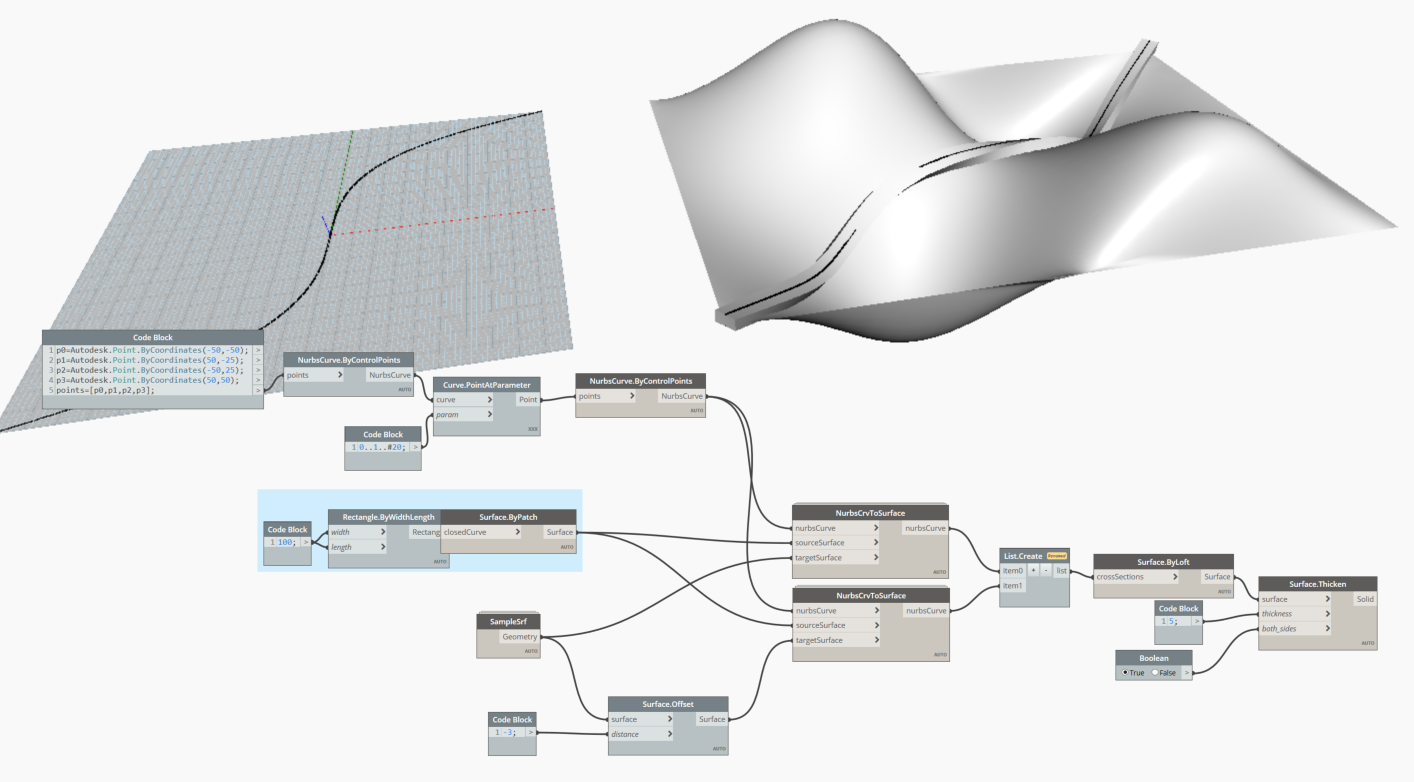 Code Block
1 p0=Autodesk.Point.ByCoordinates(-50,-50); >
2 p1=Autodesk.Point.ByCoordinates(50,-25); >
3 p2=Autodesk.Point.ByCoordinates(-50,25); >
4 p3=Autodesk.Point.ByCoordinates(50,50); >
5 points=[p0,p1,p2,p3]; >
NurbsCurve.ByControlPoints
points > NurbsCurve
AUTO
Curve.PointAtParameter
curve > Point
param >
XXX
Code Block
1 0..1..#20; >
NurbsCurve.ByControlPoints
points > NurbsCurve
AUTO
Code Block
1 100; >
Rectangle.ByWidthLength
width > Rectang
length >
AUTO
Surface.ByPatch
closedCurve > Surface
AUTO
NurbsCrvToSurface
nurbsCurve > nurbsCurve
sourceSurface >
targetSurface >
AUTO
NurbsCrvToSurface
nurbsCurve > nurbsCurve
sourceSurface >
targetSurface >
AUTO
SampleSrf
Geometry
AUTO
Code Block
1 -3; >
Surface.Offset
surface > Surface
distance >
AUTO
List.Create Renamed
item0 + - list
item1
Surface.ByLoft
crossSections > Surface
AUTO
Code Block
1 5; >
Boolean
True False >
Surface.Thicken
surface > Solid
thickness >
both_sides >
AUTO